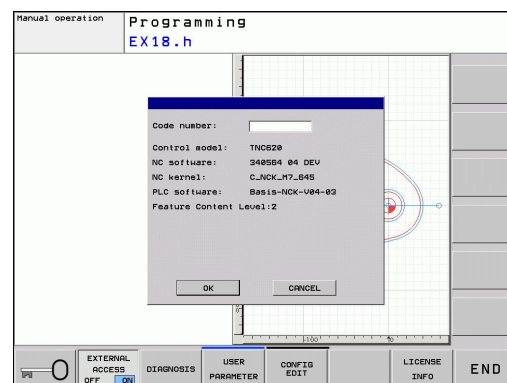 Manual operation
Programming
EX18.h
Code number:
Control model: TNC620
NC software: 340564 04 DEV
NC kernel: C_NCK_M7_645
PLC software: Basis-NCK-V04-03
Feature Content Level:2
OK CANCEL
-100
EXTERNAL ACCESS OFF ON
DIAGNOSIS
USER PARAMETER
CONFIG EDIT
LICENSE INFO
END